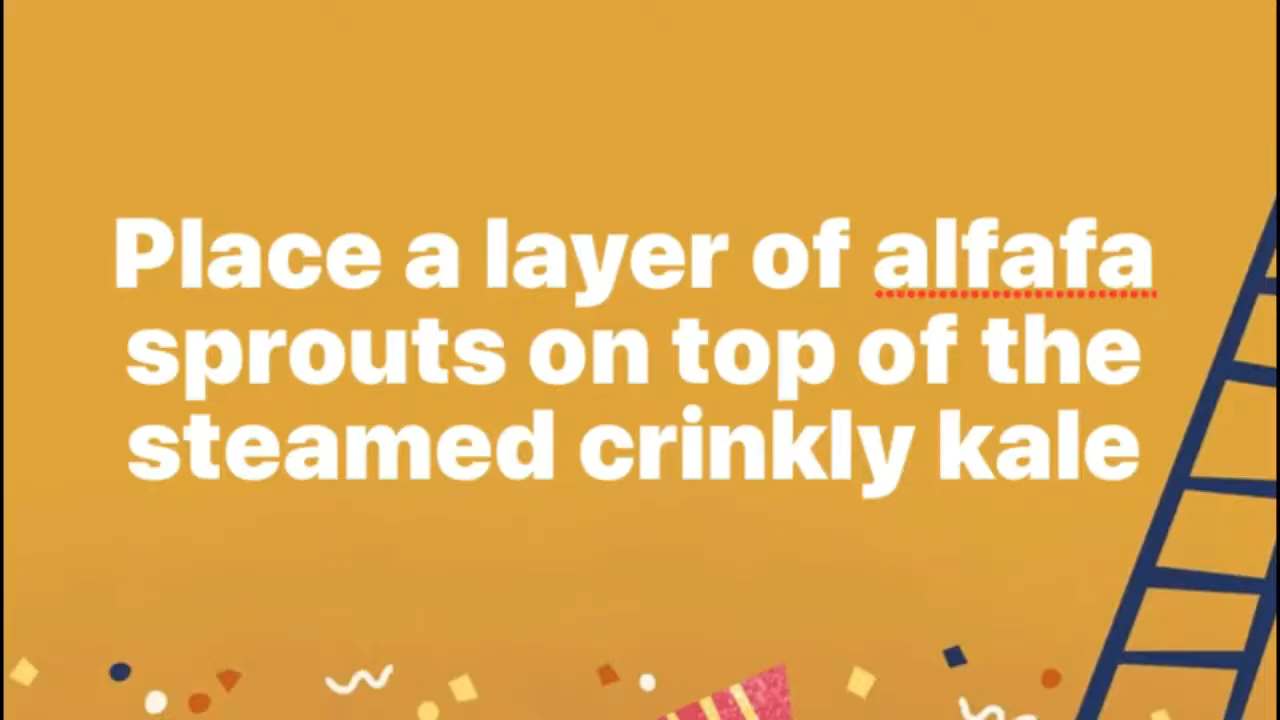 Place a layer of alfafa
sprouts on top of the
steamed crinkly kale